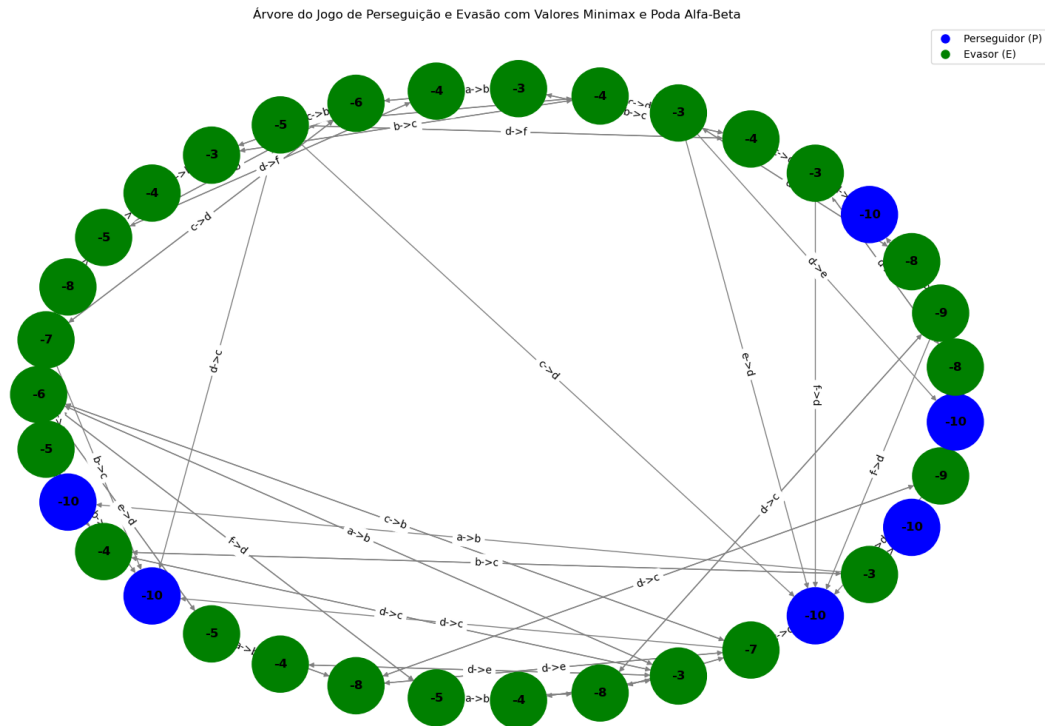 Árvore do Jogo de Perseguição e Evasão com Valores Minimax e Poda Alfa-Beta
Perseguidor (P)
Evasor (E)
-4 a->b -3 -4
-6 -3
c->b b->c b->c
-5 d->f -4
-3 d->f -3
-4 -10
c->d
-5 -8
d->e
-8 -9
-7 d->c c->d e->d f->d -8
-6 -10
-5 b->c f->d -9
-10 e->d c->b d->c
a->b a->b -10
-4 f->d b->c -3
d->c
-10 d->c d->c -10
-5 -7
a->b
-4 d->e d->e -3
-8 -8
-5 a->b -4